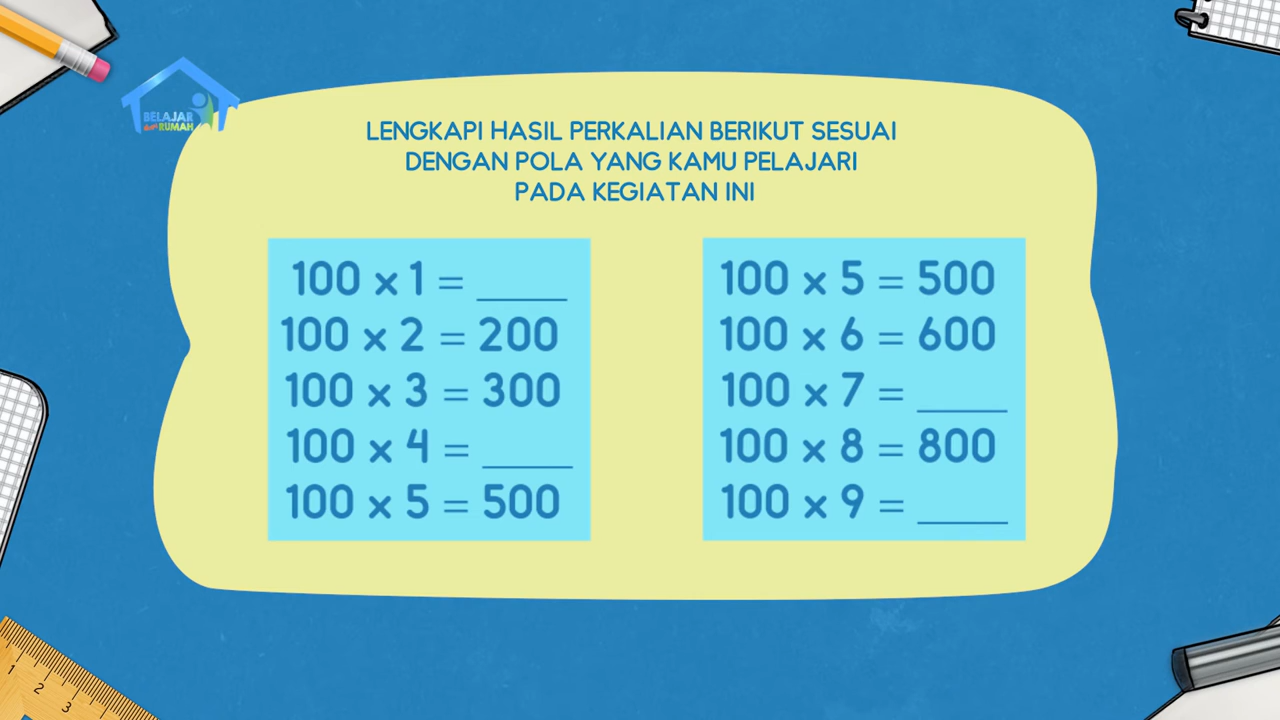 BELAJAR
dari RUMAH
LENGKAPI HASIL PERKALIAN BERIKUT SESUAI
DENGAN POLA YANG KAMU PELAJARI
PADA KEGIATAN INI
100 x 1 = ____
100 x 2 = 200
100 x 3 = 300
100 x 4 = ____
100 x 5 = 500
100 x 5 = 500
100 x 6 = 600
100 x 7 = ____
100 x 8 = 800
100 x 9 = ____
1
2
3